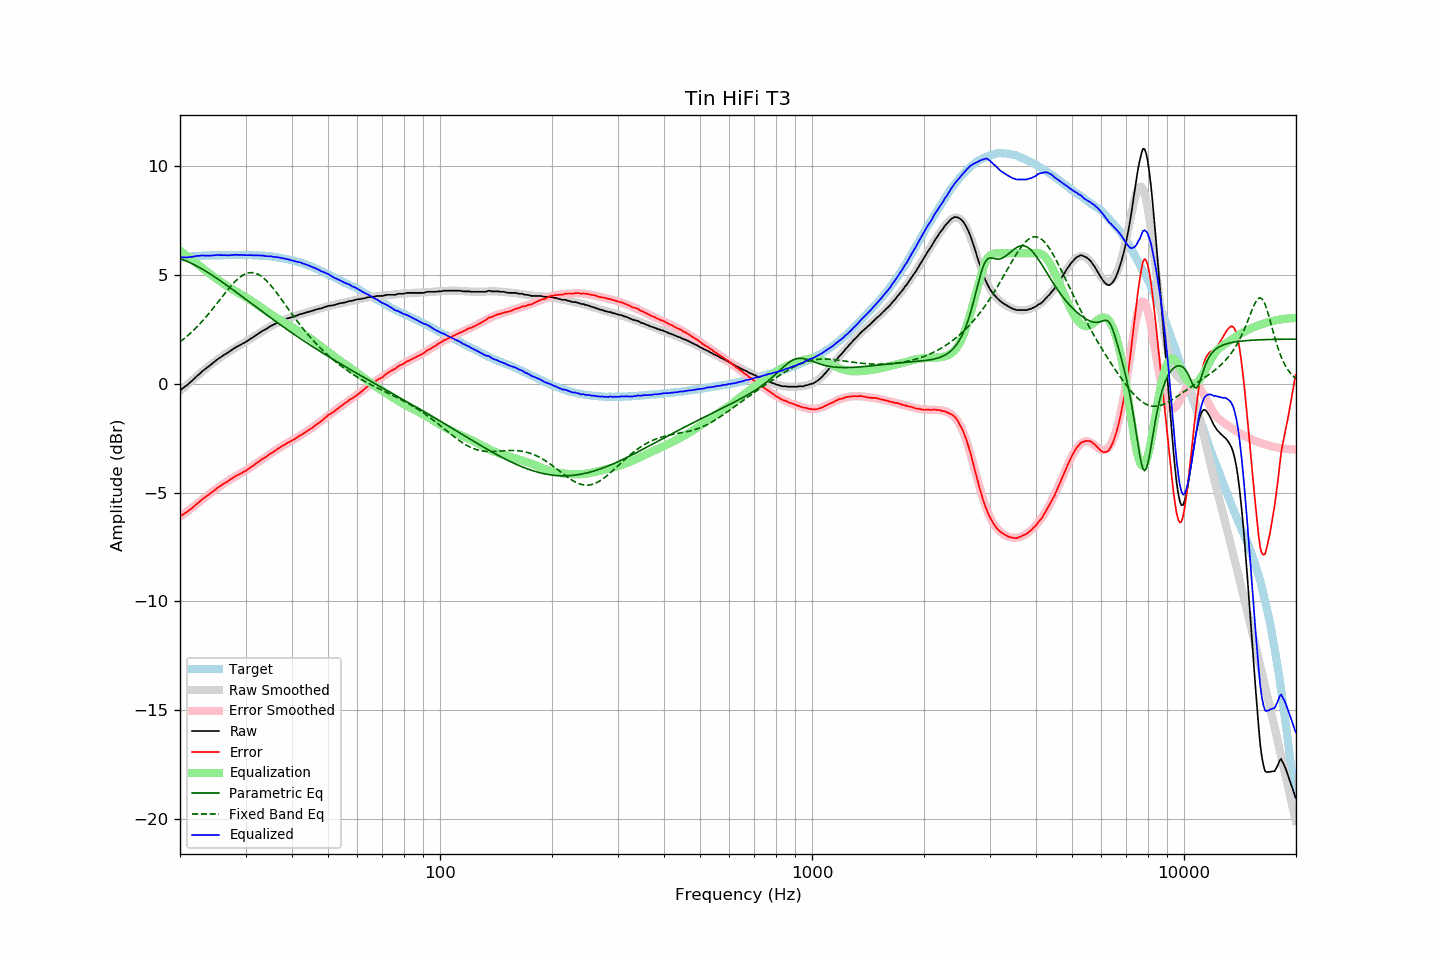 Tin HiFi T3
Amplitude (dBr)
10
5
0
−5
−10
−15
−20
Target
Raw Smoothed
Error Smoothed
Raw
Error
Equalization
Parametric Eq
Fixed Band Eq
Equalized
100
1000
10000
Frequency (Hz)